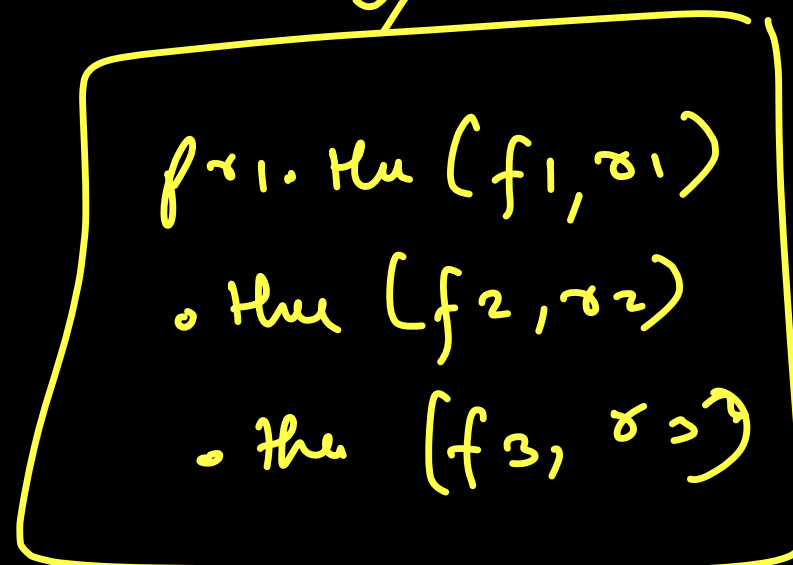 pr1.then (f1, r1)
.then (f2, r2)
.then (f3, r3)